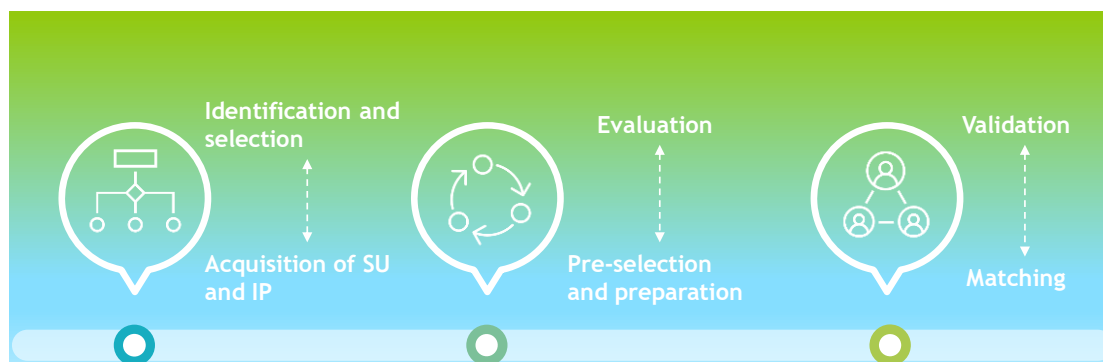 Identification and
selection
Acquisition of SU
and IP
Evaluation
Pre-selection
and preparation
Validation
Matching